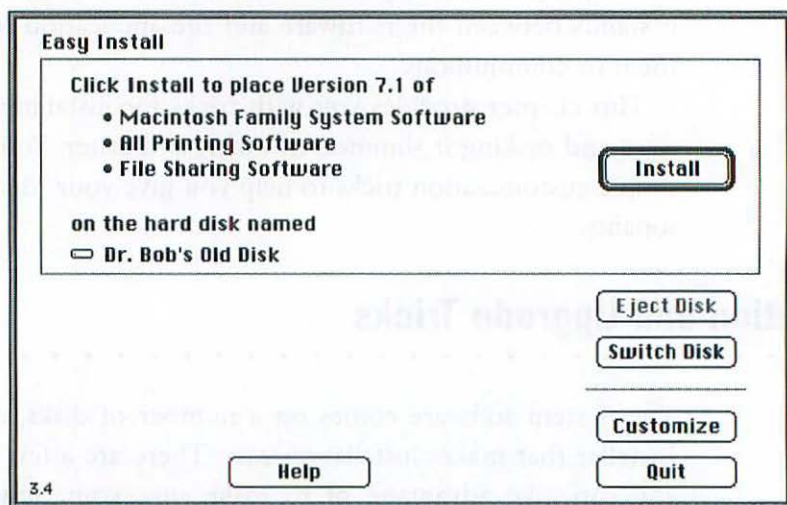 Easy Install
Click Install to place Version 7.1 of
• Macintosh Family System Software
• All Printing Software
• File Sharing Software
Install
on the hard disk named
Dr. Bob's Old Disk
Eject Disk
Switch Disk
Customize
Help
Quit
3.4